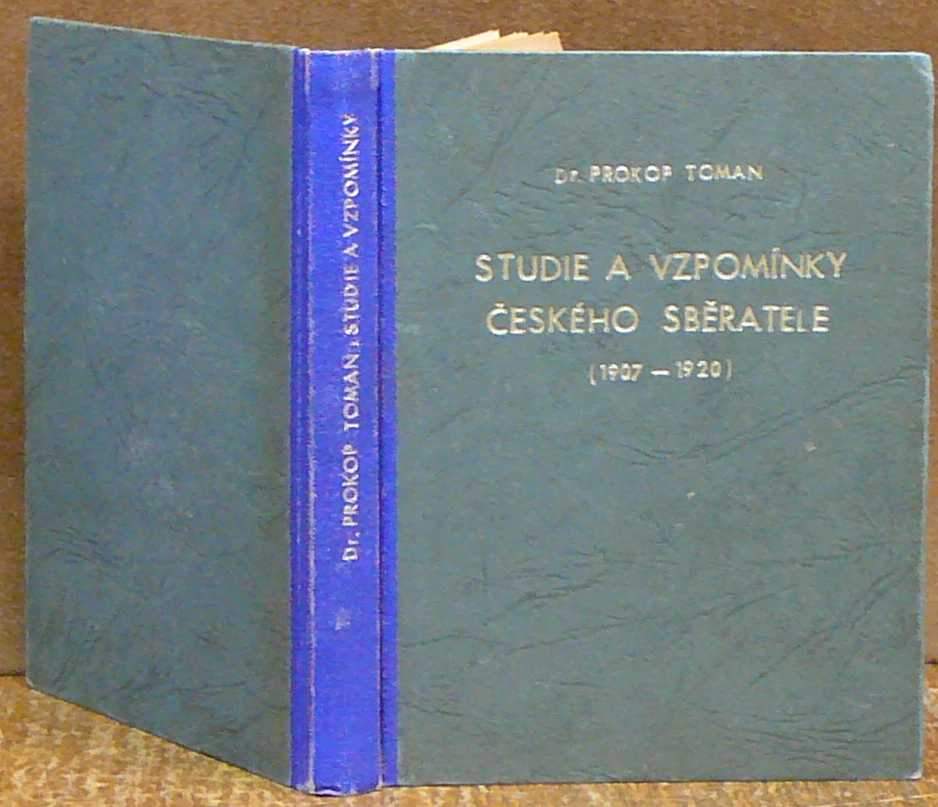 Dr. PROKOP TOMAN: STUDIE A VZPOMÍNKY
Dr. PROKOP TOMAN
STUDIE A VZPOMÍNKY
ČESKÉHO SBĚRATELE
(1907 — 1920)